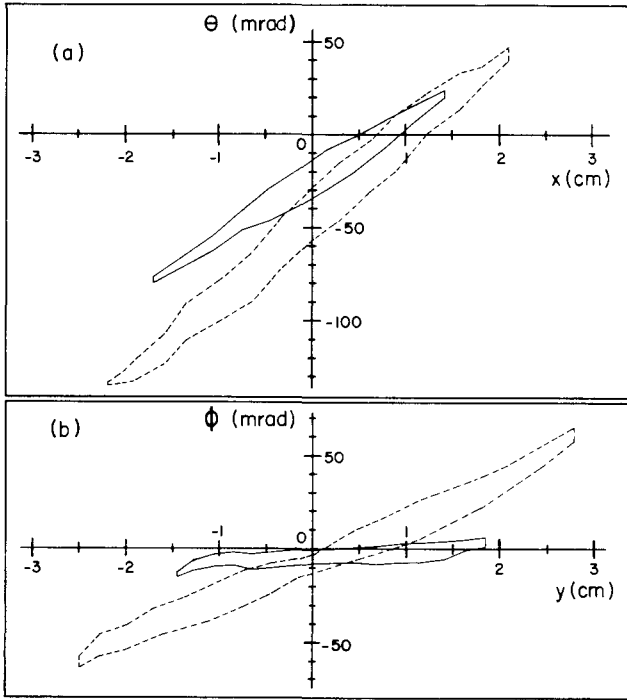 θ (mrad)
(a)
50
-3 -2 -1 0 1 2 3
x (cm)
-50
-100
φ (mrad)
(b)
50
-3 -2 -1 0 1 2 3
y (cm)
-50